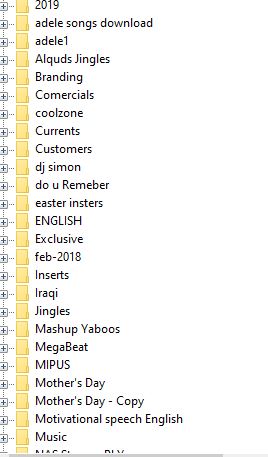 2019
adele songs download
adele1
Alquds Jingles
Branding
Comercials
coolzone
Currents
Customers
dj simon
do u Remeber
easter insters
ENGLISH
Exclusive
feb-2018
Inserts
Iraqi
Jingles
Mashup Yaboos
MegaBeat
MIPUS
Mother's Day
Mother's Day - Copy
Motivational speech English
Music